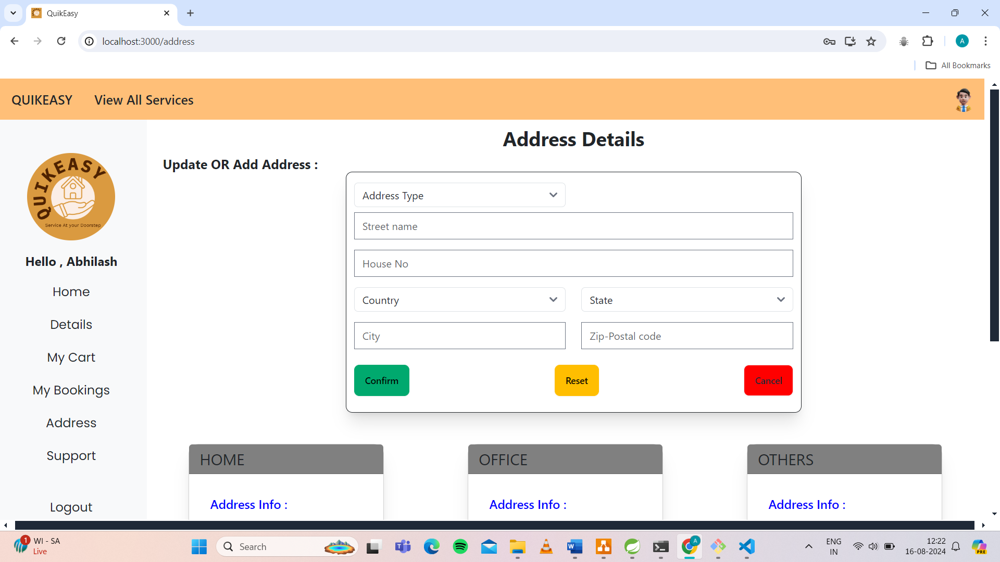 QuikEasy
localhost:3000/address
A
All Bookmarks
QUIKEASY
View All Services
QUIKEASY
Service At your Doorstep
Hello , Abhilash
Home
Details
My Cart
My Bookings
Address
Support
Logout
Address Details
Update OR Add Address :
Address Type
Street name
House No
Country
State
City
Zip-Postal code
Confirm
Reset
Cancel
HOME
Address Info :
OFFICE
Address Info :
OTHERS
Address Info :
1
WI - SA
Live
Search
A
ENG
IN
12:22
16-08-2024
PRE